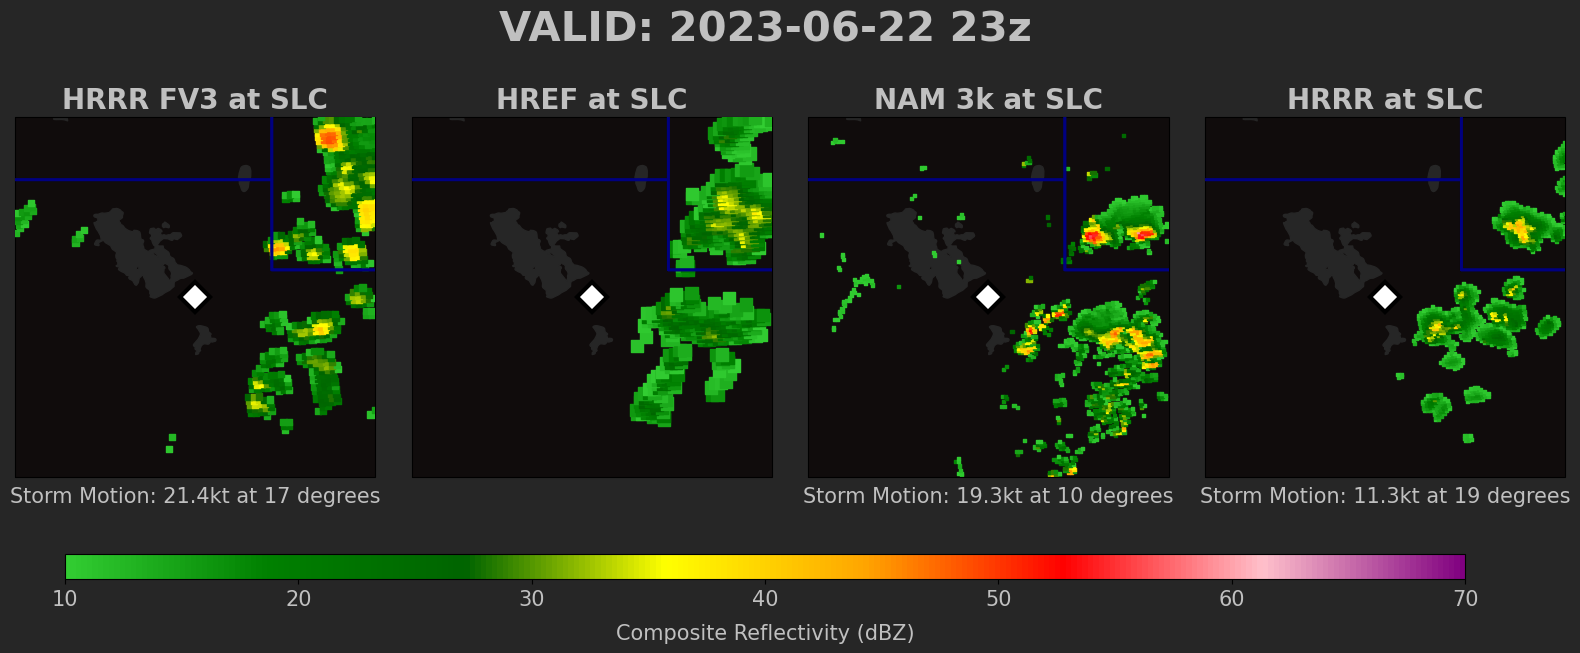 VALID: 2023-06-22 23z
HRRR FV3 at SLC
HREF at SLC
NAM 3k at SLC
HRRR at SLC
Storm Motion: 21.4kt at 17 degrees
Storm Motion: 19.3kt at 10 degrees
Storm Motion: 11.3kt at 19 degrees
10 20 30 40 50 60 70
Composite Reflectivity (dBZ)